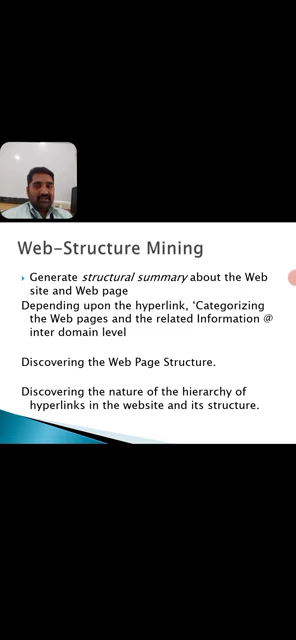 Web-Structure Mining
Generate structural summary about the Web
site and Web page
Depending upon the hyperlink, ‘Categorizing
the Web pages and the related Information @
inter domain level
Discovering the Web Page Structure.
Discovering the nature of the hierarchy of
hyperlinks in the website and its structure.